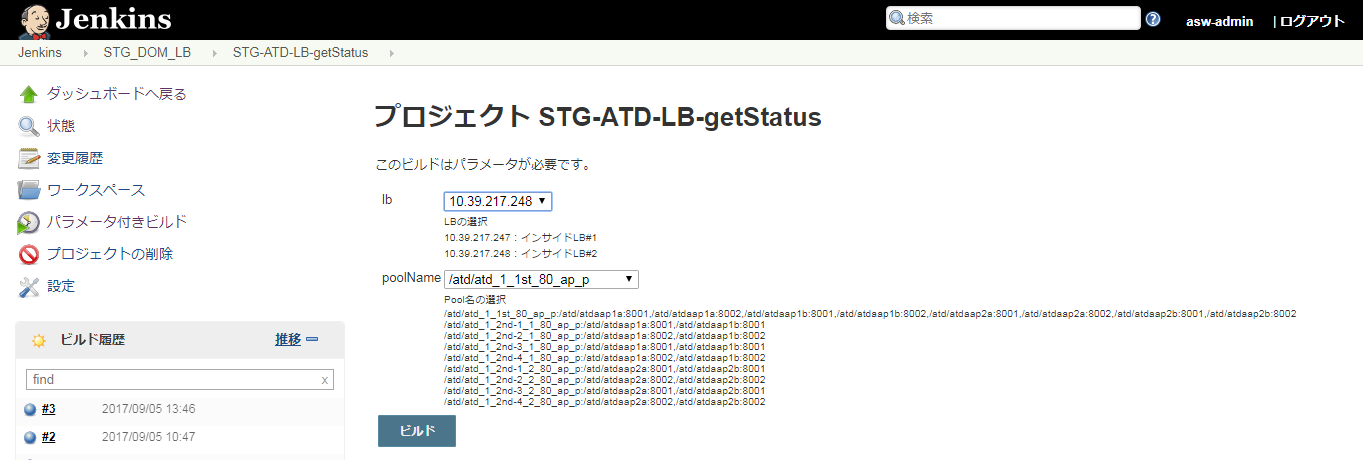 Jenkins
検索
asw-admin
| ログアウト
Jenkins
STG_DOM_LB
STG-ATD-LB-getStatus
ダッシュボードへ戻る
状態
変更履歴
ワークスペース
パラメータ付きビルド
プロジェクトの削除
設定
ビルド履歴
推移
find
x
#3
2017/09/05 13:46
#2
2017/09/05 10:47
プロジェクト STG-ATD-LB-getStatus
このビルドはパラメータが必要です。
lb
10.39.217.248
LBの選択
10.39.217.247：インサイドLB#1
10.39.217.248：インサイドLB#2
poolName
/atd/atd_1_1st_80_ap_p
Pool名の選択
/atd/atd_1_1st_80_ap_p:/atd/atdaap1a:8001,/atd/atdaap1a:8002,/atd/atdaap1b:8001,/atd/atdaap1b:8002,/atd/atdaap2a:8001,/atd/atdaap2a:8002,/atd/atdaap2b:8001,/atd/atdaap2b:8002
/atd/atd_1_2nd-1_1_80_ap_p:/atd/atdaap1a:8001,/atd/atdaap1b:8001
/atd/atd_1_2nd-2_1_80_ap_p:/atd/atdaap1a:8002,/atd/atdaap1b:8002
/atd/atd_1_2nd-3_1_80_ap_p:/atd/atdaap1a:8001,/atd/atdaap1b:8001
/atd/atd_1_2nd-4_1_80_ap_p:/atd/atdaap1a:8002,/atd/atdaap1b:8002
/atd/atd_1_2nd-1_2_80_ap_p:/atd/atdaap2a:8001,/atd/atdaap2b:8001
/atd/atd_1_2nd-2_2_80_ap_p:/atd/atdaap2a:8002,/atd/atdaap2b:8002
/atd/atd_1_2nd-3_2_80_ap_p:/atd/atdaap2a:8001,/atd/atdaap2b:8001
/atd/atd_1_2nd-4_2_80_ap_p:/atd/atdaap2a:8002,/atd/atdaap2b:8002
ビルド